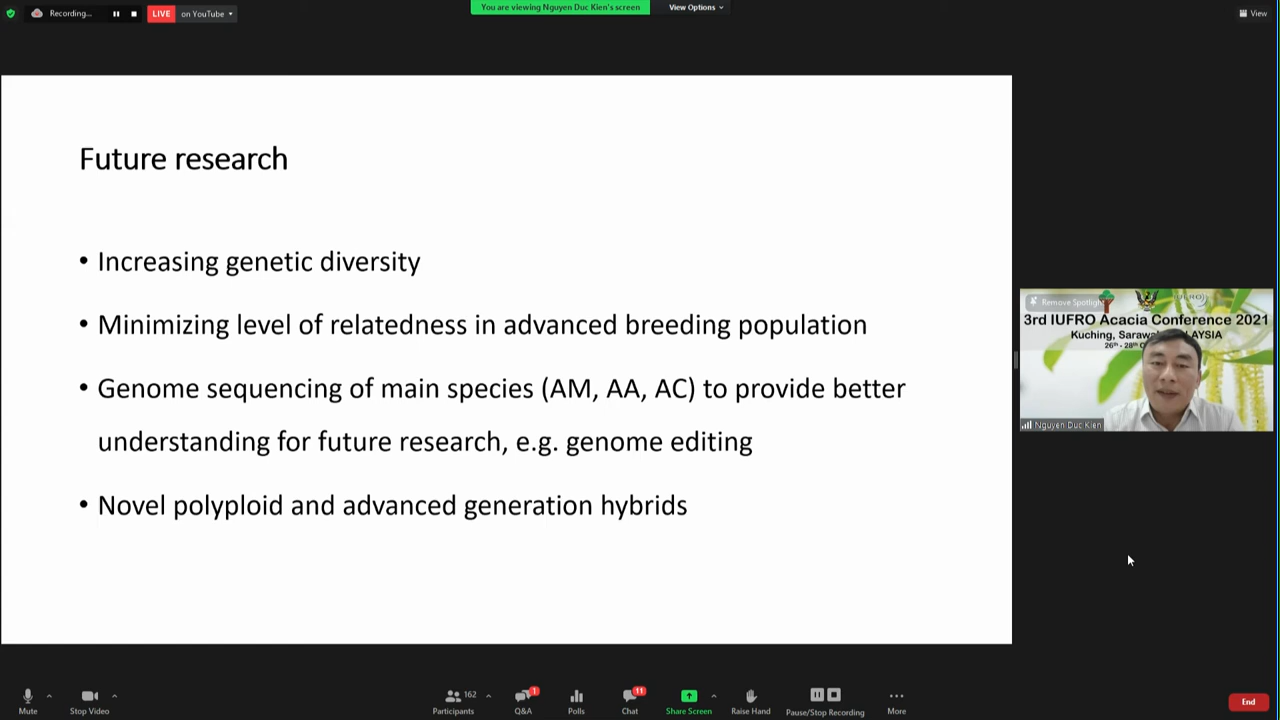 Recording...
LIVE on YouTube
You are viewing Nguyen Duc Kien's screen
View Options
View
Future research
• Increasing genetic diversity
• Minimizing level of relatedness in advanced breeding population
• Genome sequencing of main species (AM, AA, AC) to provide better
understanding for future research, e.g. genome editing
• Novel polyploid and advanced generation hybrids
Remove Spotlight
3rd IUFRO Acacia Conference 2021
Kuching, Sarawa AYSIA
26th - 28th
Nguyen Duc Kien
Mute
Stop Video
162
Participants
1
Q&A
Polls
11
Chat
Share Screen
Raise Hand
Pause/Stop Recording
More
End